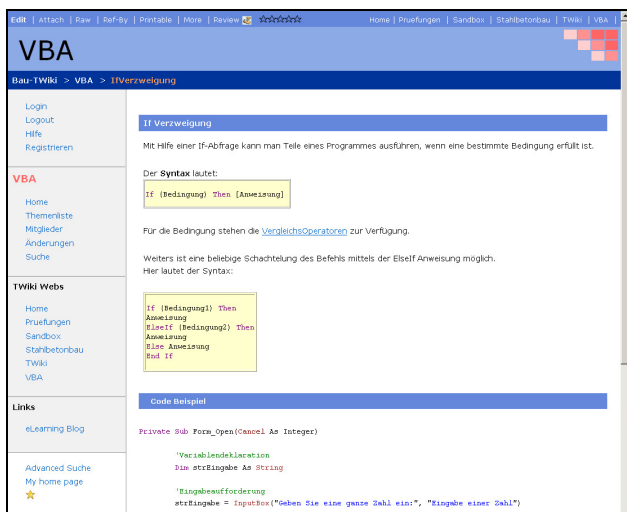 Edit | Attach | Raw | Ref-By | Printable | More | Review
Home | Pruefungen | Sandbox | Stahlbetonbau | TWiki | VBA |
VBA
Bau-TWiki > VBA > IfVerzweigung
Login
Logout
Hilfe
Registrieren
VBA
Home
Themenliste
Mitglieder
Änderungen
Suche
TWiki Webs
Home
Pruefungen
Sandbox
Stahlbetonbau
TWiki
VBA
Links
eLearning Blog
Advanced Suche
My home page
If Verzweigung
Mit Hilfe einer If-Abfrage kann man Teile eines Programmes ausführen, wenn eine bestimmte Bedingung erfüllt ist.
Der Syntax lautet:
If (Bedingung) Then [Anweisung]
Für die Bedingung stehen die VergleichsOperatoren zur Verfügung.
Weiters ist eine beliebige Schachtelung des Befehls mittels der ElseIf Anweisung möglich.
Hier lautet der Syntax:
If (Bedingung1) Then
Anweisung
ElseIf (Bedingung2) Then
Anweisung
Else Anweisung
End If
Code Beispiel
Private Sub Form_Open(Cancel As Integer)
'Variablendeklaration
Dim strEingabe As String
'Eingabeaufforderung
strEingabe = InputBox("Geben Sie eine ganze Zahl ein:", "Eingabe einer Zahl")